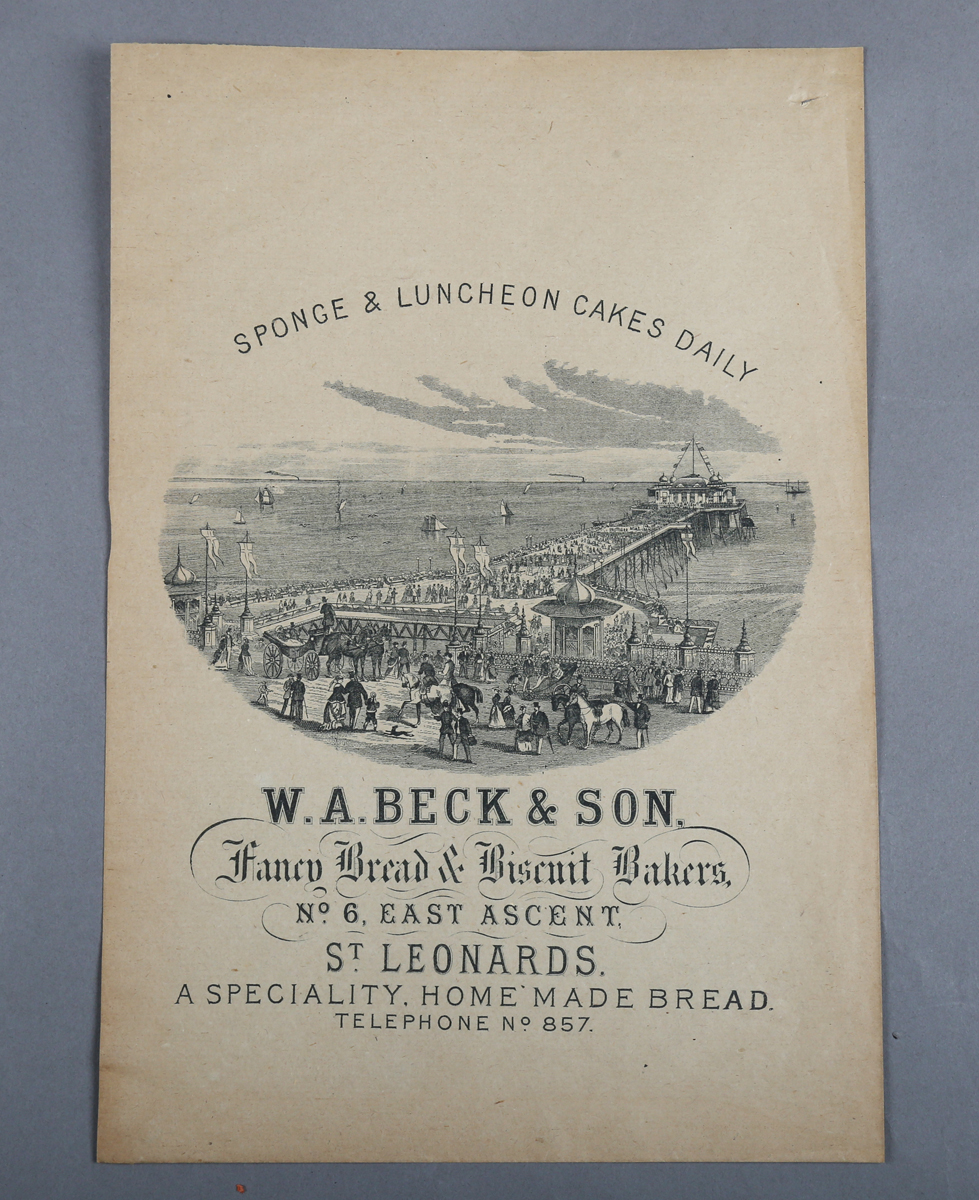 SPONGE & LUNCHEON CAKES DAILY
W.A. BECK & SON.
Fancy Bread & Biscuit Bakers,
No 6, EAST ASCENT,
ST LEONARDS.
A SPECIALITY, HOME MADE BREAD.
TELEPHONE No 857.